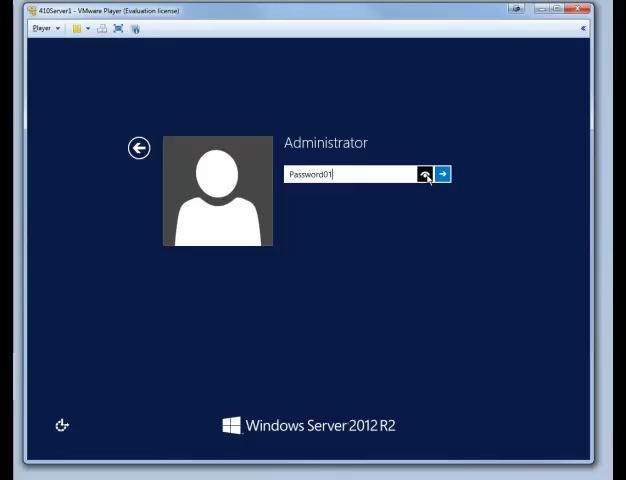 410Server1 - VMware Player (Evaluation license)
Player
Administrator
Password01
Windows Server 2012 R2